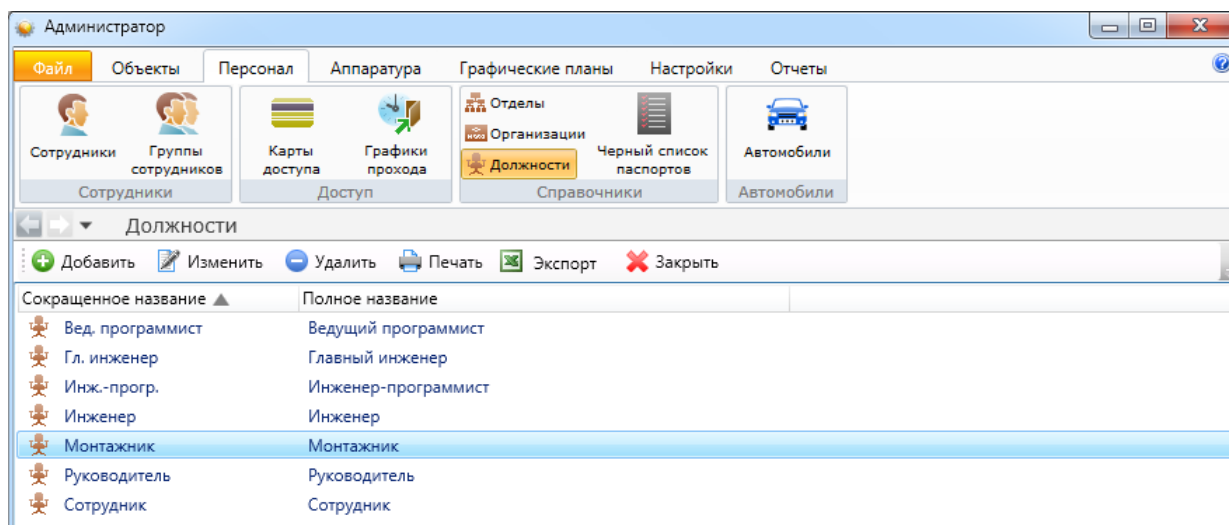 Администратор
Файл Объекты Персонал Аппаратура Графические планы Настройки Отчеты
Сотрудники
Группы сотрудников
Сотрудники
Карты доступа
Графики прохода
Доступ
Отделы
Организации
Должности
Черный список паспортов
Справочники
Автомобили
Автомобили
Должности
Добавить Изменить Удалить Печать Экспорт Закрыть
Сокращенное название Полное название
Вед. программист Ведущий программист
Гл. инженер Главный инженер
Инж.-прогр. Инженер-программист
Инженер Инженер
Монтажник Монтажник
Руководитель Руководитель
Сотрудник Сотрудник